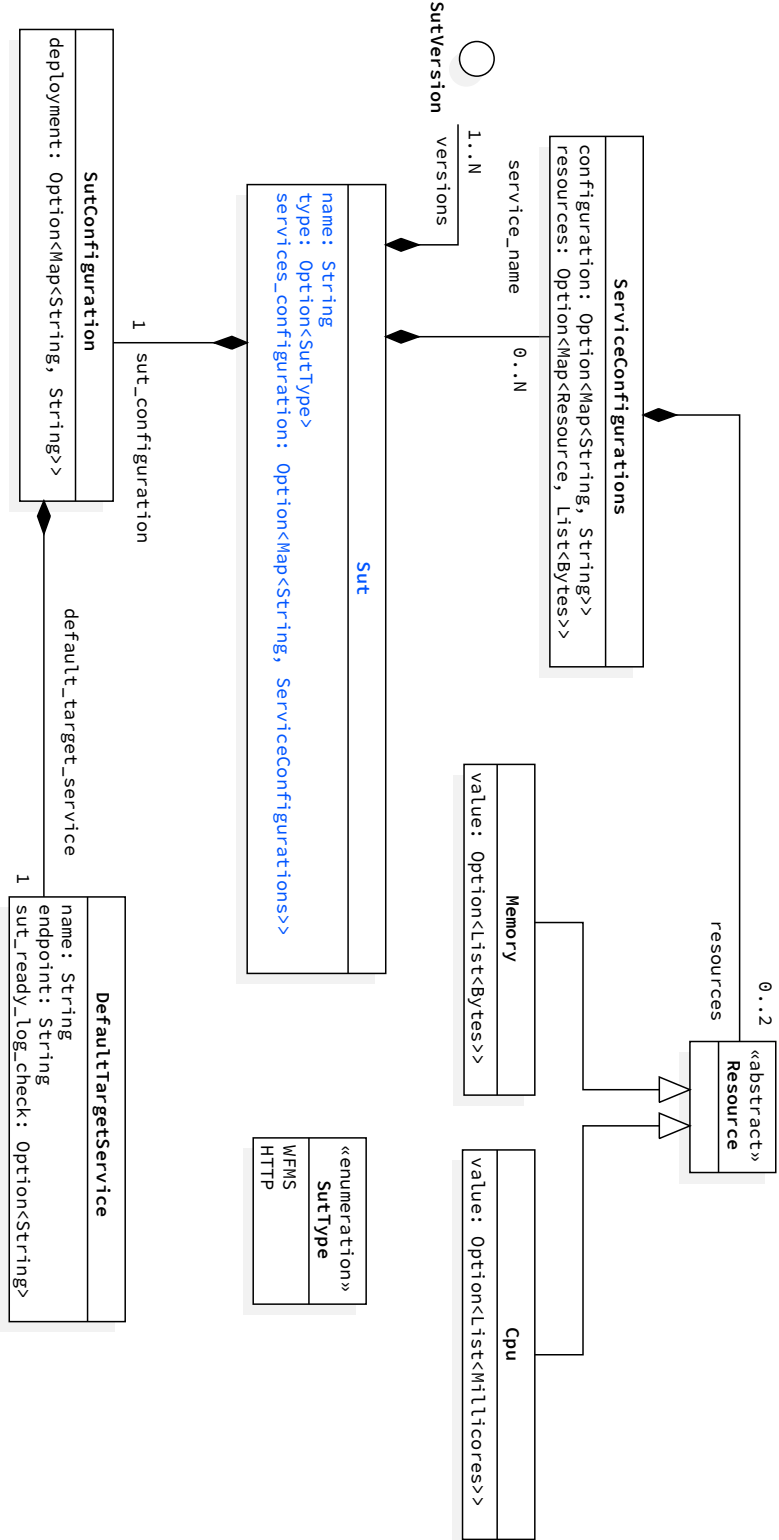 SutVersion
1..N
versions
service_name
0..N
ServiceConfigurations
configuration: Option<Map<String, String>>
resources: Option<Map<Resource, List<Bytes>>
0..2
resources
«abstract»
Resource
Memory
value: Option<List<Bytes>>
Cpu
value: Option<List<Millicores>>
Sut
name: String
type: Option<SutType>
services_configuration: Option<Map<String, ServiceConfigurations>>
«enumeration»
SutType
WFMS
HTTP
1
sut_configuration
SutConfiguration
deployment: Option<Map<String, String>>
default_target_service
1
DefaultTargetService
name: String
endpoint: String
sut_ready_log_check: Option<String>